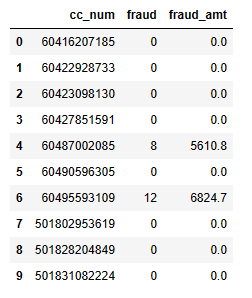 cc_num fraud fraud_amt
0 60416207185 0 0.0
1 60422928733 0 0.0
2 60423098130 0 0.0
3 60427851591 0 0.0
4 60487002085 8 5610.8
5 60490596305 0 0.0
6 60495593109 12 6824.7
7 501802953619 0 0.0
8 501828204849 0 0.0
9 501831082224 0 0.0